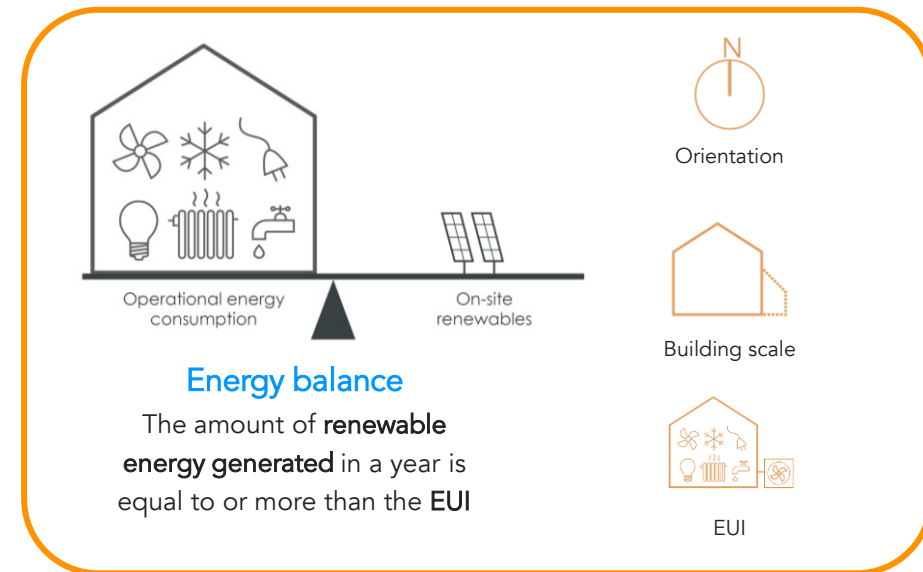 Operational energy
consumption
On-site
renewables
Energy balance
The amount of renewable
energy generated in a year is
equal to or more than the EUI
N
Orientation
Building scale
EUI